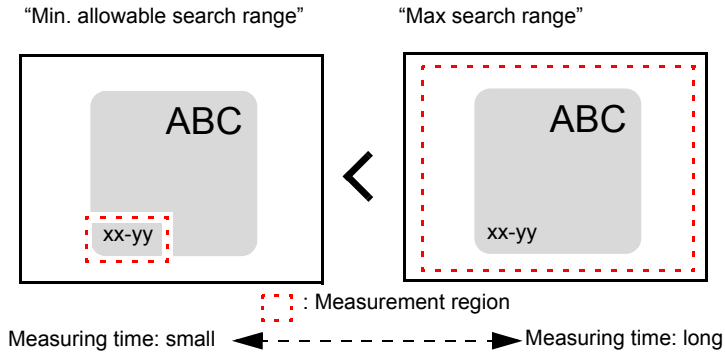 “Min. allowable search range”
“Max search range”
ABC
xx-yy
<
ABC
xx-yy
: Measurement region
Measuring time: small
Measuring time: long